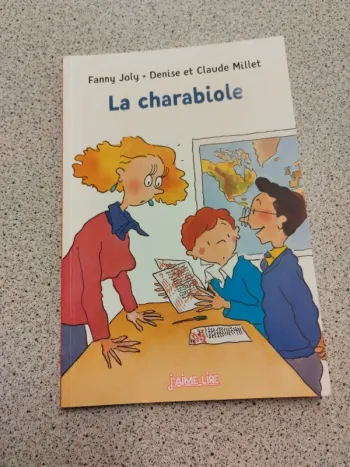 Fanny Joly • Denise et Claude Millet
La charabiole
j'AIME LIRE